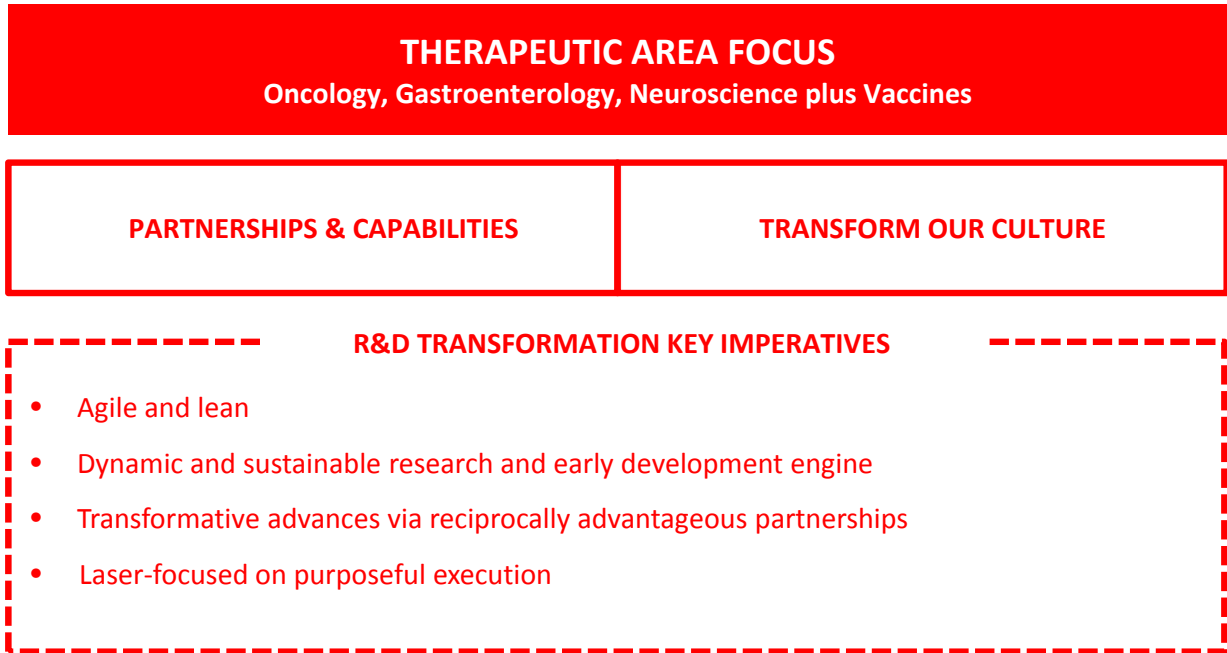 THERAPEUTIC AREA FOCUS
Oncology, Gastroenterology, Neuroscience plus Vaccines
PARTNERSHIPS & CAPABILITIES
TRANSFORM OUR CULTURE
R&D TRANSFORMATION KEY IMPERATIVES
• Agile and lean
• Dynamic and sustainable research and early development engine
• Transformative advances via reciprocally advantageous partnerships
• Laser-focused on purposeful execution